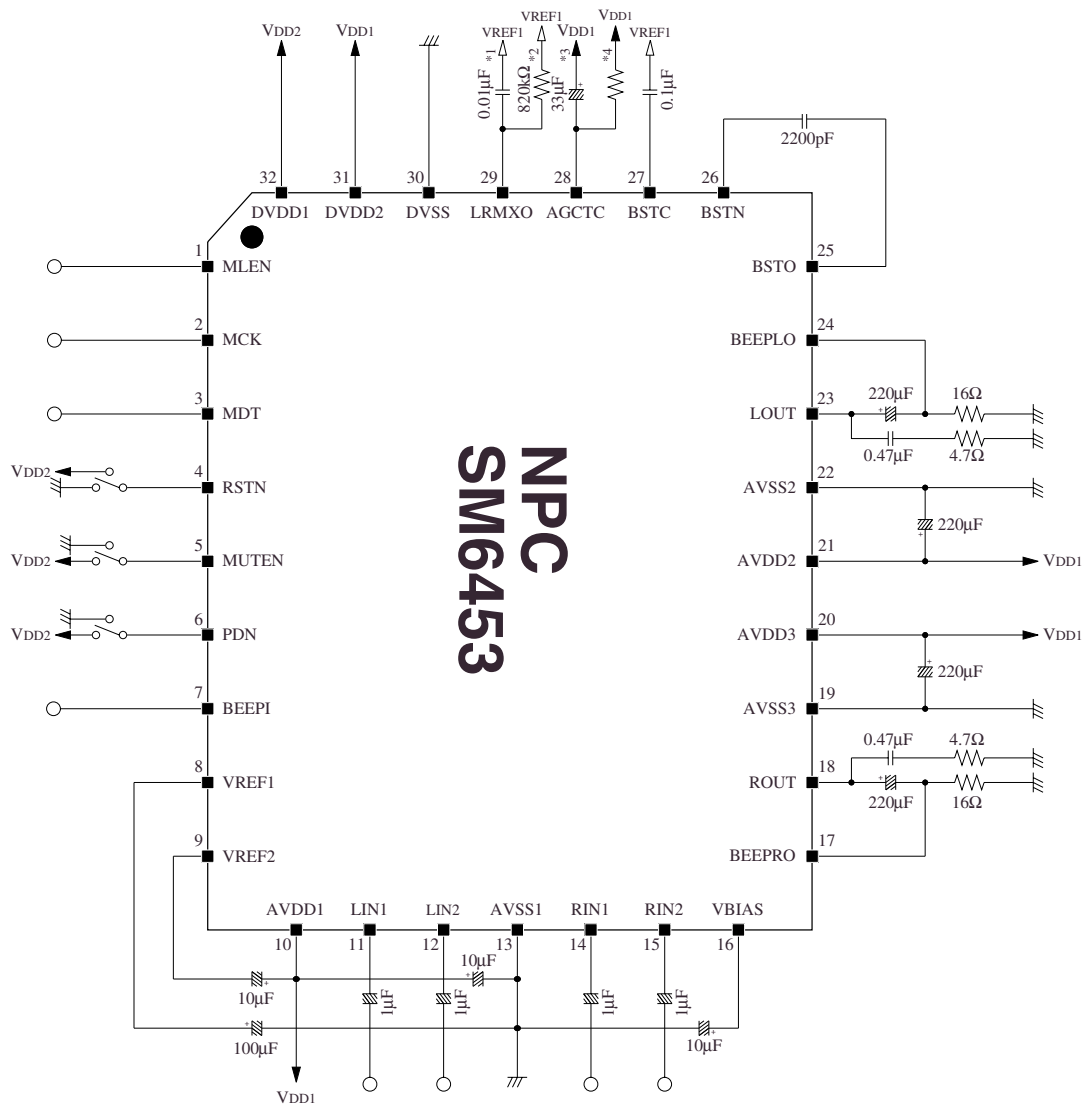 VDD2
VDD1
VREF1
VREF1
VDD1
VDD1
VREF1
*1
*2
*3
*4
0.01µF
820kΩ
33µF
+
0.1µF
2200pF
32
31
30
29
28
27
26
DVDD1
DVDD2
DVSS
LRMXO
AGCTC
BSTC
BSTN
1
MLEN
25
BSTO
2
MCK
24
BEEPLO
3
MDT
23
LOUT
220µF
16Ω
+
0.47µF
4.7Ω
VDD2
4
RSTN
22
AVSS2
220µF
+
VDD2
5
MUTEN
21
AVDD2
VDD1
VDD2
6
PDN
20
AVDD3
VDD1
+
220µF
7
BEEPI
19
AVSS3
8
VREF1
0.47µF
4.7Ω
18
ROUT
+
220µF
16Ω
9
VREF2
17
BEEPRO
NPC
SM6453
AVDD1
LIN1
LIN2
AVSS1
RIN1
RIN2
VBIAS
10
11
12
13
14
15
16
10µF
+
10µF
+
1µF
1µF
1µF
1µF
+
100µF
+
10µF
VDD1